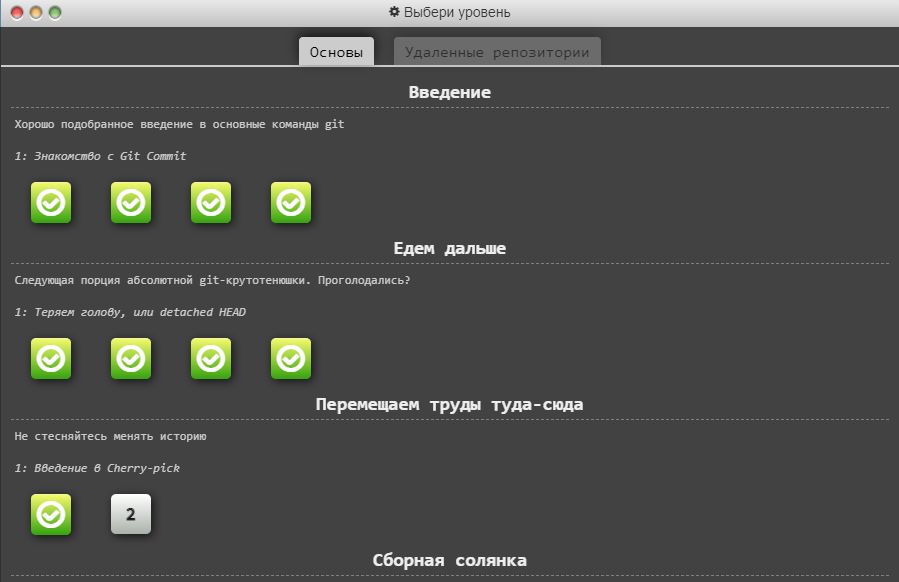 Выбери уровень
Основы
Удаленные репозитории
Введение
Хорошо подобранное введение в основные команды git
1: Знакомство с Git Commit
Едем дальше
Следующая порция абсолютной git-крутотенюшки. Проголодались?
1: Теряем голову, или detached HEAD
Перемещаем труды туда-сюда
Не стесняйтесь менять историю
1: Введение в Cherry-pick
2
Сборная солянка